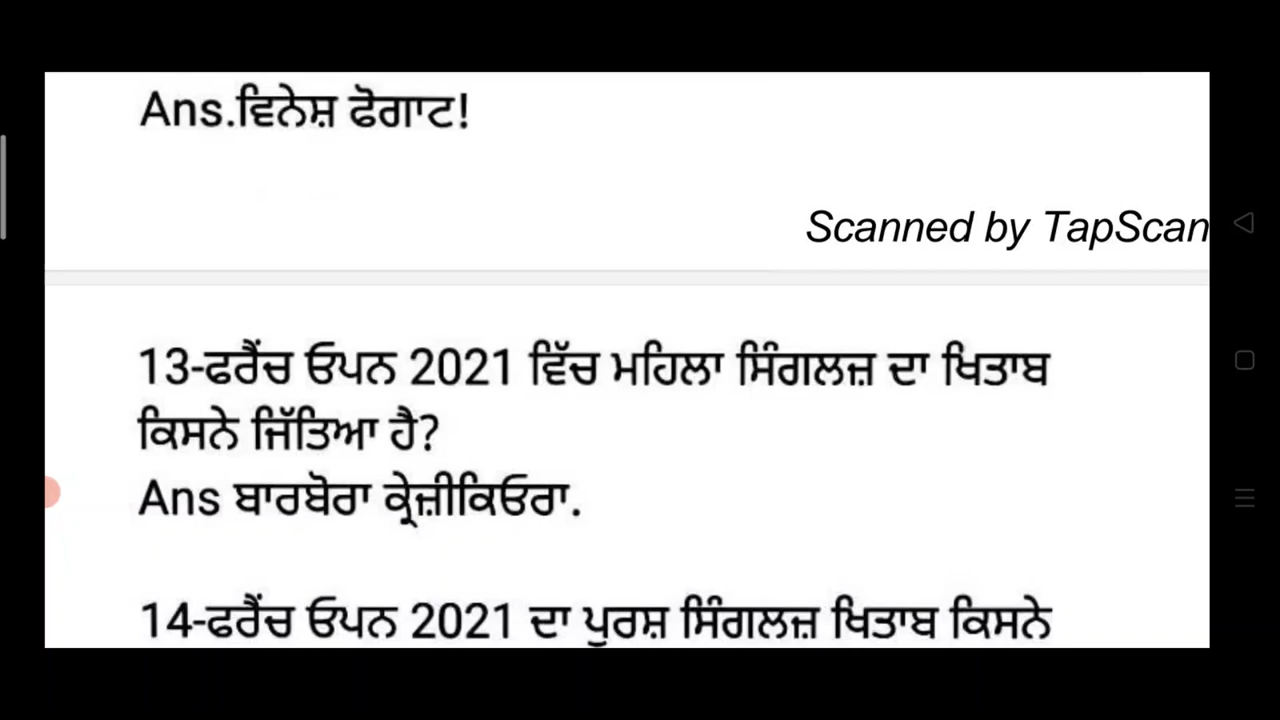 Ans.ਵਿਨੇਸ਼ ਫੋਗਾਟ!
Scanned by TapScan
13-ਫਰੈਂਚ ਓਪਨ 2021 ਵਿੱਚ ਮਹਿਲਾ ਸਿੰਗਲਜ਼ ਦਾ ਖਿਤਾਬ
ਕਿਸਨੇ ਜਿੱਤਿਆ ਹੈ?
Ans ਬਾਰਬੋਰਾ ਕ੍ਰੇਜ਼ੀਕਿਓਰਾ.
14-ਫਰੈਂਚ ਓਪਨ 2021 ਦਾ ਪੁਰਸ਼ ਸਿੰਗਲਜ਼ ਖਿਤਾਬ ਕਿਸਨੇ